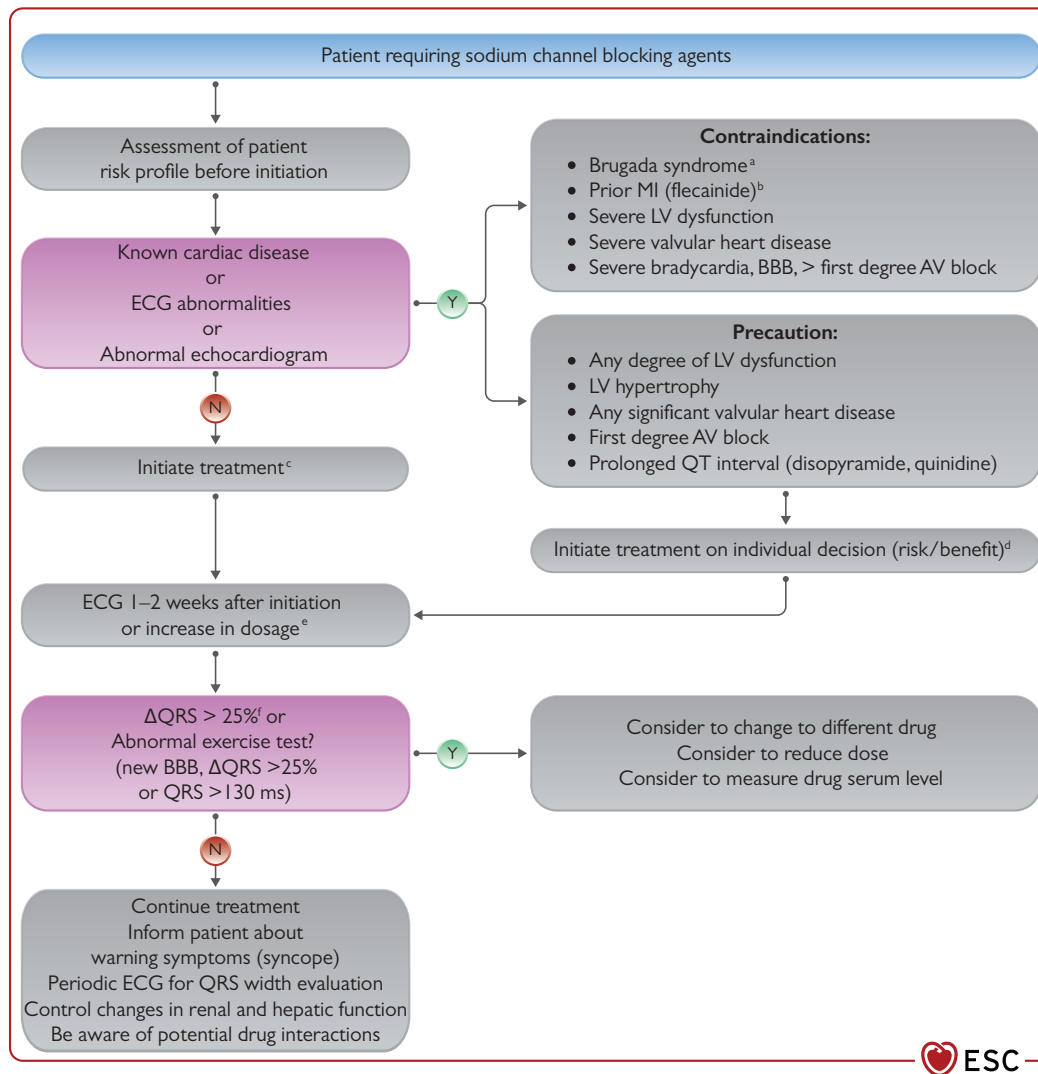 Patient requiring sodium channel blocking agents
Assessment of patient
risk profile before initiation
Known cardiac disease
or
ECG abnormalities
or
Abnormal echocardiogram
Y
Contraindications:
• Brugada syndrome a
• Prior MI (flecainide) b
• Severe LV dysfunction
• Severe valvular heart disease
• Severe bradycardia, BBB, > first degree AV block
Precaution:
• Any degree of LV dysfunction
• LV hypertrophy
• Any significant valvular heart disease
• First degree AV block
• Prolonged QT interval (disopyramide, quinidine)
N
Initiate treatment c
Initiate treatment on individual decision (risk/benefit) d
ECG 1–2 weeks after initiation
or increase in dosage e
ΔQRS > 25% f or
Abnormal exercise test?
(new BBB, ΔQRS >25%
or QRS >130 ms)
Y
Consider to change to different drug
Consider to reduce dose
Consider to measure drug serum level
N
Continue treatment
Inform patient about
warning symptoms (syncope)
Periodic ECG for QRS width evaluation
Control changes in renal and hepatic function
Be aware of potential drug interactions
ESC